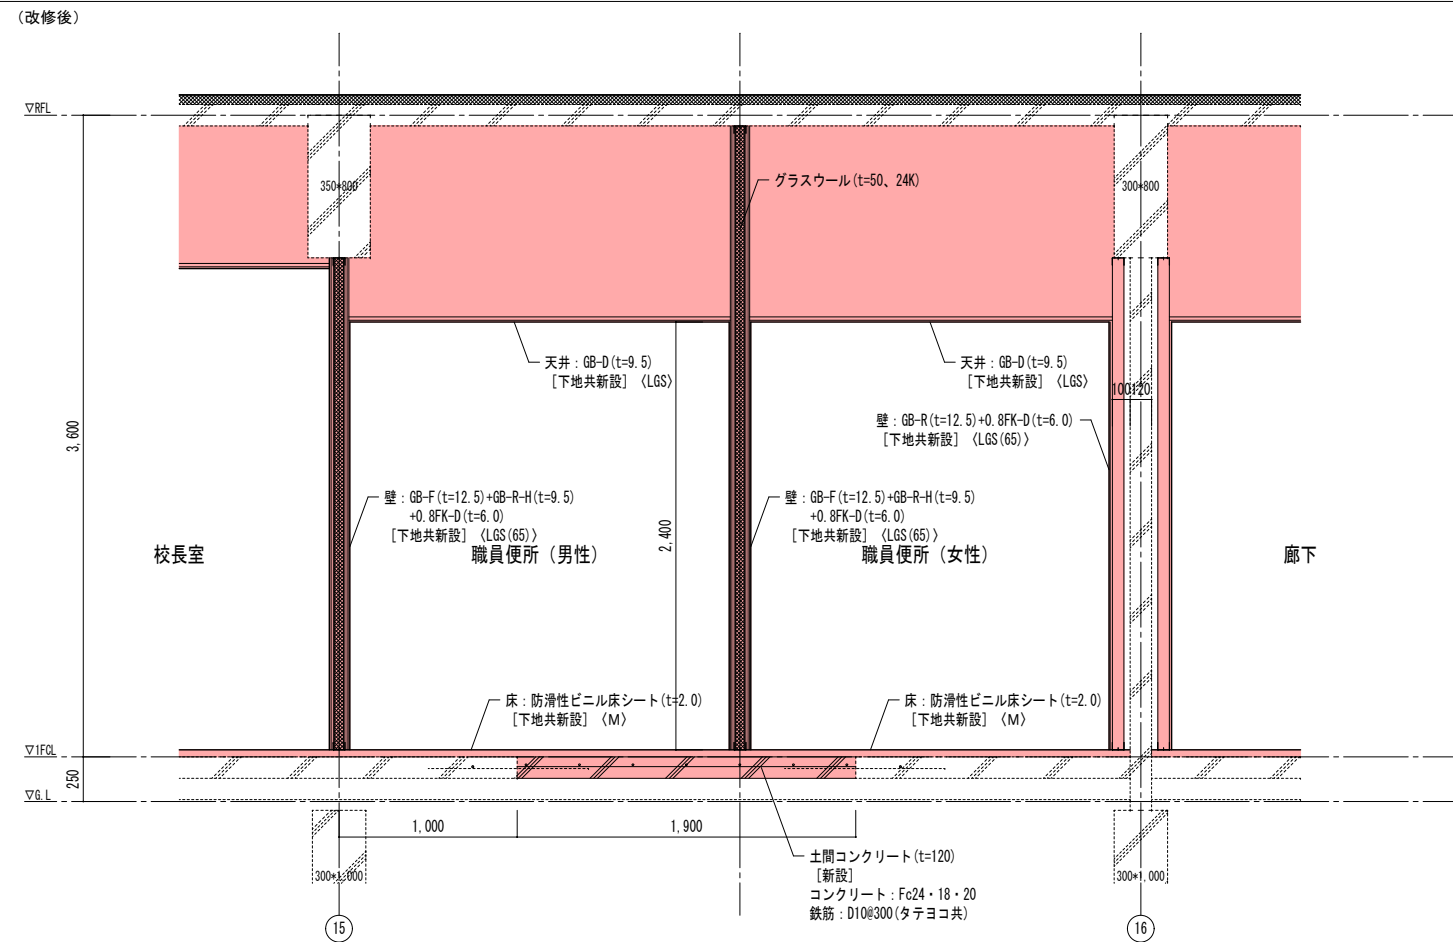 (改修後)
▽RFL
350*800
300*800
グラスウール(t=50、24K)
天井：GB-D(t=9.5)
[下地共新設] 〈LGS〉
天井：GB-D(t=9.5)
[下地共新設] 〈LGS〉
100120
壁：GB-R(t=12.5)+0.8FK-D(t=6.0)
[下地共新設] 〈LGS(65)〉
3,600
2,400
壁：GB-F(t=12.5)+GB-R-H(t=9.5)
+0.8FK-D(t=6.0)
[下地共新設] 〈LGS(65)〉
壁：GB-F(t=12.5)+GB-R-H(t=9.5)
+0.8FK-D(t=6.0)
[下地共新設] 〈LGS(65)〉
校長室
職員便所（男性）
職員便所（女性）
廊下
床：防滑性ビニル床シート(t=2.0)
[下地共新設] 〈M〉
床：防滑性ビニル床シート(t=2.0)
[下地共新設] 〈M〉
▽1FCL
250
▽G.L
1,000
1,900
土間コンクリート(t=120)
[新設]
コンクリート：Fc24・18・20
鉄筋：D10@300(タテヨコ共)
300*1,000
300*1,000
15
16